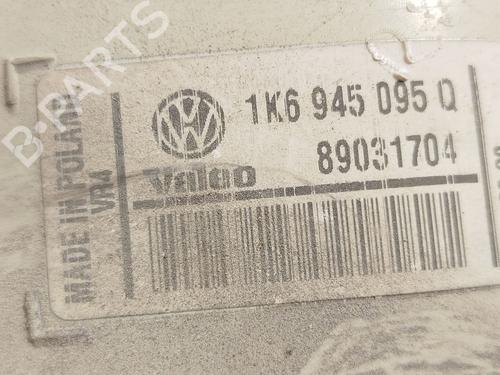 B-PARTS
MADE IN POLAND
VR4
1K6 945 095 Q
89031704
Valeo